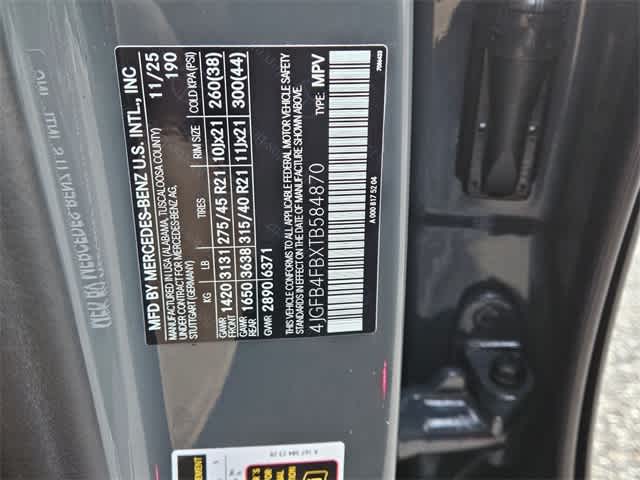 MFD BY MERCEDES-BENZ U.S. INTL., INC
MANUFACTURED IN USA (ALABAMA, TUSCALOOSA COUNTY) 11/25
UNDER CONTRACT FOR MERCEDES-BENZ AG, 190
STUTTGART (GERMANY)
KG LB TIRES RIM SIZE COLD KPA (PSI)
GAWR FRONT 1420 3131 275/45 R21 10Jx21 260(38)
GAWR REAR 1650 3638 315/40 R21 11Jx21 300(44)
GVWR 2890 6371
THIS VEHICLE CONFORMS TO ALL APPLICABLE FEDERAL MOTOR VEHICLE SAFETY
STANDARDS IN EFFECT ON THE DATE OF MANUFACTURE SHOWN ABOVE.
4JGFB4FBXTB584870 TYPE: MPV
A 000 817 52 04